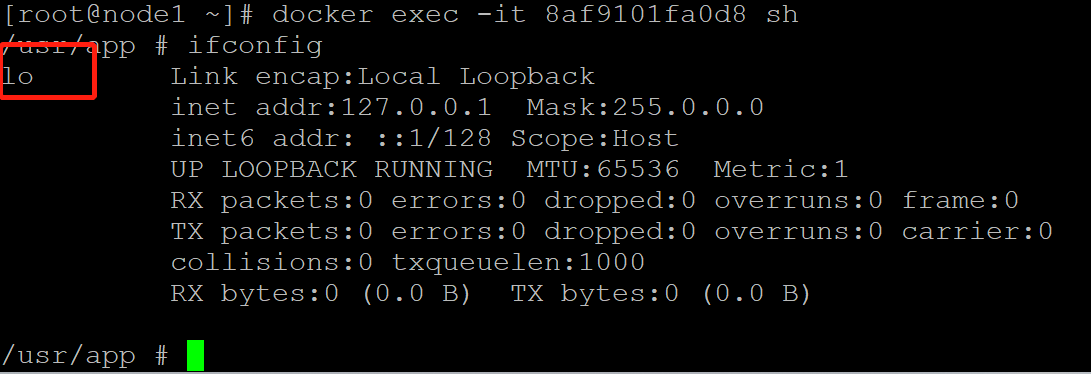 [root@node1 ~]# docker exec -it 8af9101fa0d8 sh
/usr/app # ifconfig
lo        Link encap:Local Loopback
          inet addr:127.0.0.1  Mask:255.0.0.0
          inet6 addr: ::1/128 Scope:Host
          UP LOOPBACK RUNNING  MTU:65536  Metric:1
          RX packets:0 errors:0 dropped:0 overruns:0 frame:0
          TX packets:0 errors:0 dropped:0 overruns:0 carrier:0
          collisions:0 txqueuelen:1000
          RX bytes:0 (0.0 B)  TX bytes:0 (0.0 B)
/usr/app #